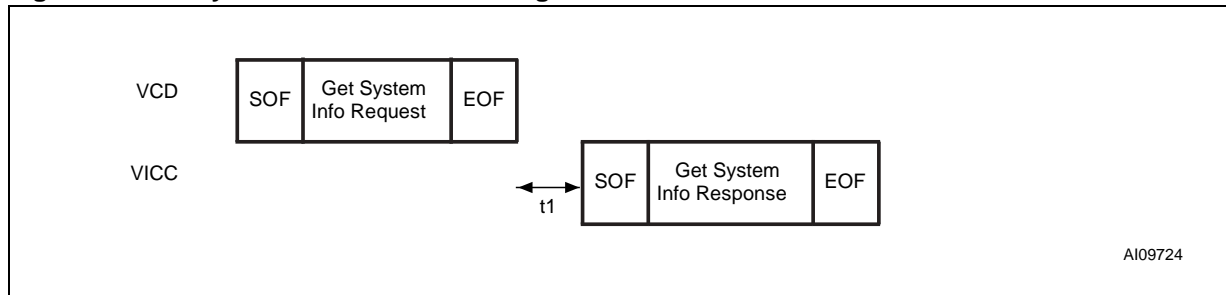 VCD
SOF
Get System
Info Request
EOF
VICC
t1
SOF
Get System
Info Response
EOF
AI09724